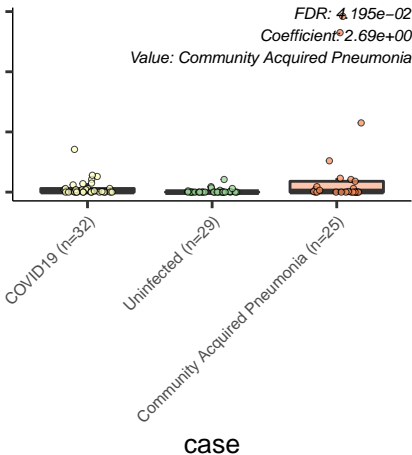 FDR: 4.195e-02
Coefficient: 2.69e+00
Value: Community Acquired Pneumonia
COVID19 (n=32)
Uninfected (n=29)
Community Acquired Pneumonia (n=25)
case